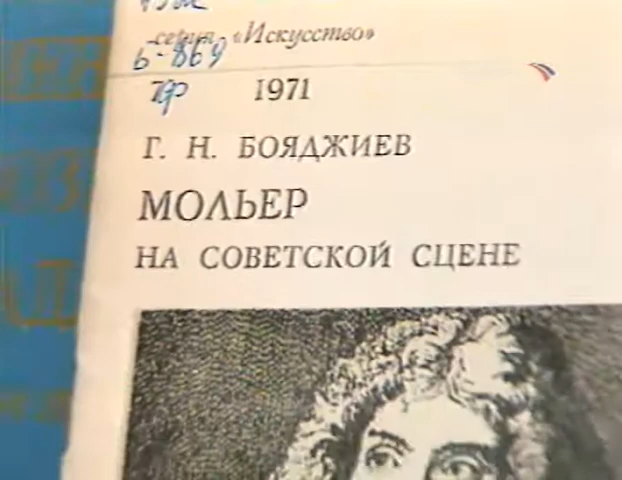 серия «Искусство»
Б-869
1971
Г. Н. БОЯДЖИЕВ
МОЛЬЕР
НА СОВЕТСКОЙ СЦЕНЕ